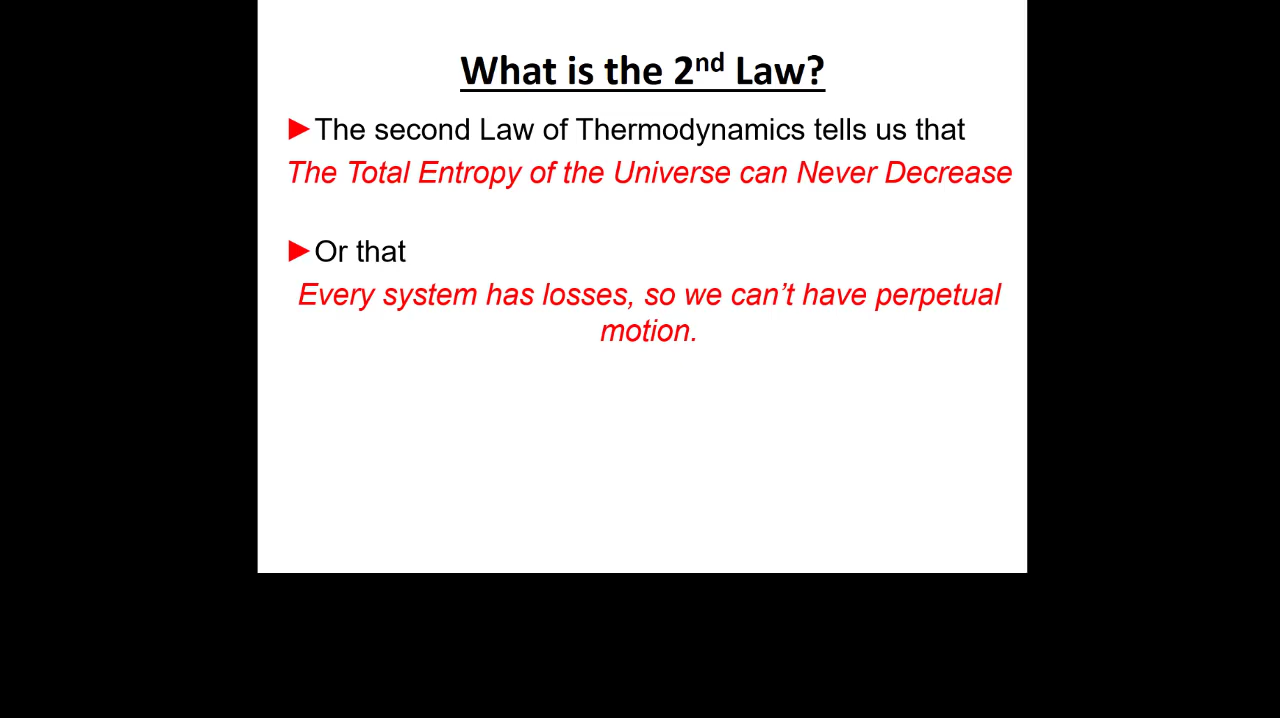 What is the 2nd Law?
►The second Law of Thermodynamics tells us that
The Total Entropy of the Universe can Never Decrease
►Or that
Every system has losses, so we can’t have perpetual
motion.